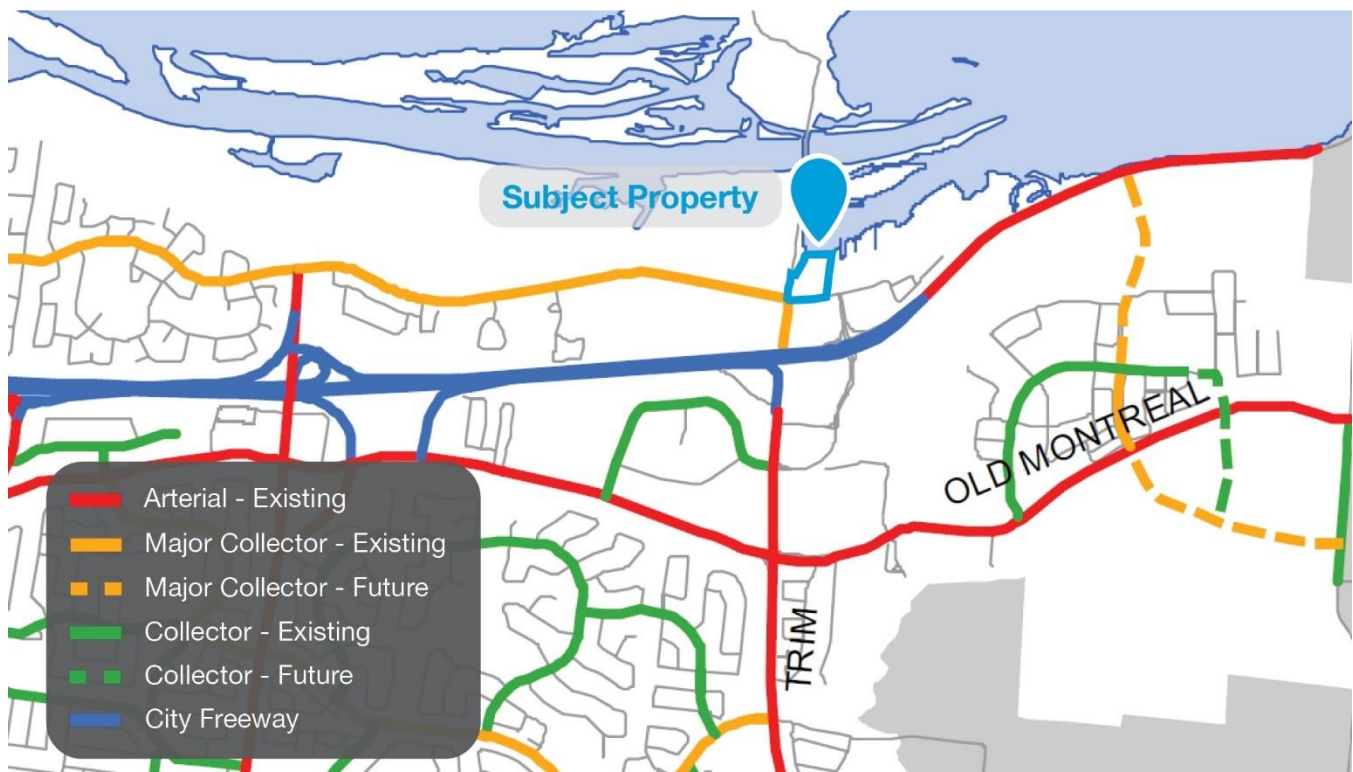 Subject Property
OLD MONTREAL
TRIM
Arterial - Existing
Major Collector - Existing
Major Collector - Future
Collector - Existing
Collector - Future
City Freeway